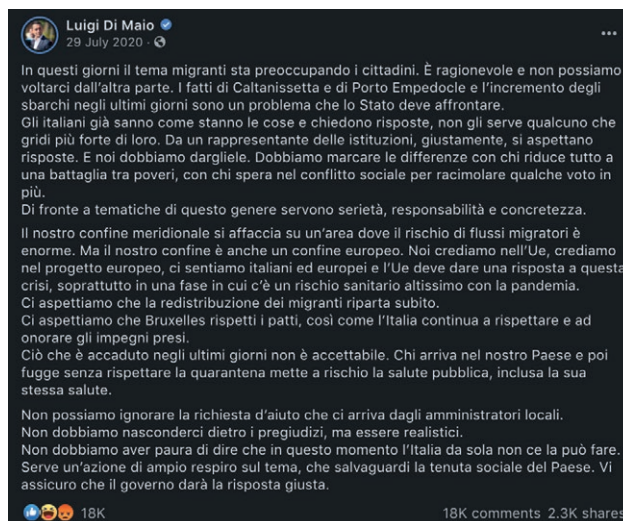 Luigi Di Maio
29 July 2020 ·
In questi giorni il tema migranti sta preoccupando i cittadini. È ragionevole e non possiamo
voltarci dall'altra parte. I fatti di Caltanissetta e di Porto Empedocle e l'incremento degli
sbarchi negli ultimi giorni sono un problema che lo Stato deve affrontare.
Gli italiani già sanno come stanno le cose e chiedono risposte, non gli serve qualcuno che
gridi più forte di loro. Da un rappresentante delle istituzioni, giustamente, si aspettano
risposte. E noi dobbiamo dargliele. Dobbiamo marcare le differenze con chi riduce tutto a
una battaglia tra poveri, con chi spera nel conflitto sociale per racimolare qualche voto in
più.
Di fronte a tematiche di questo genere servono serietà, responsabilità e concretezza.
Il nostro confine meridionale si affaccia su un'area dove il rischio di flussi migratori è
enorme. Ma il nostro confine è anche un confine europeo. Noi crediamo nell'Ue, crediamo
nel progetto europeo, ci sentiamo italiani ed europei e l'Ue deve dare una risposta a questa
crisi, soprattutto in una fase in cui c'è un rischio sanitario altissimo con la pandemia.
Ci aspettiamo che la redistribuzione dei migranti riparta subito.
Ci aspettiamo che Bruxelles rispetti i patti, così come l'Italia continua a rispettare e ad
onorare gli impegni presi.
Ciò che è accaduto negli ultimi giorni non è accettabile. Chi arriva nel nostro Paese e poi
fugge senza rispettare la quarantena mette a rischio la salute pubblica, inclusa la sua
stessa salute.
Non possiamo ignorare la richiesta d'aiuto che ci arriva dagli amministratori locali.
Non dobbiamo nasconderci dietro i pregiudizi, ma essere realistici.
Non dobbiamo aver paura di dire che in questo momento l'Italia da sola non ce la può fare.
Serve un'azione di ampio respiro sul tema, che salvaguardi la tenuta sociale del Paese. Vi
assicuro che il governo darà la risposta giusta.
18K 18K comments 2.3K shares